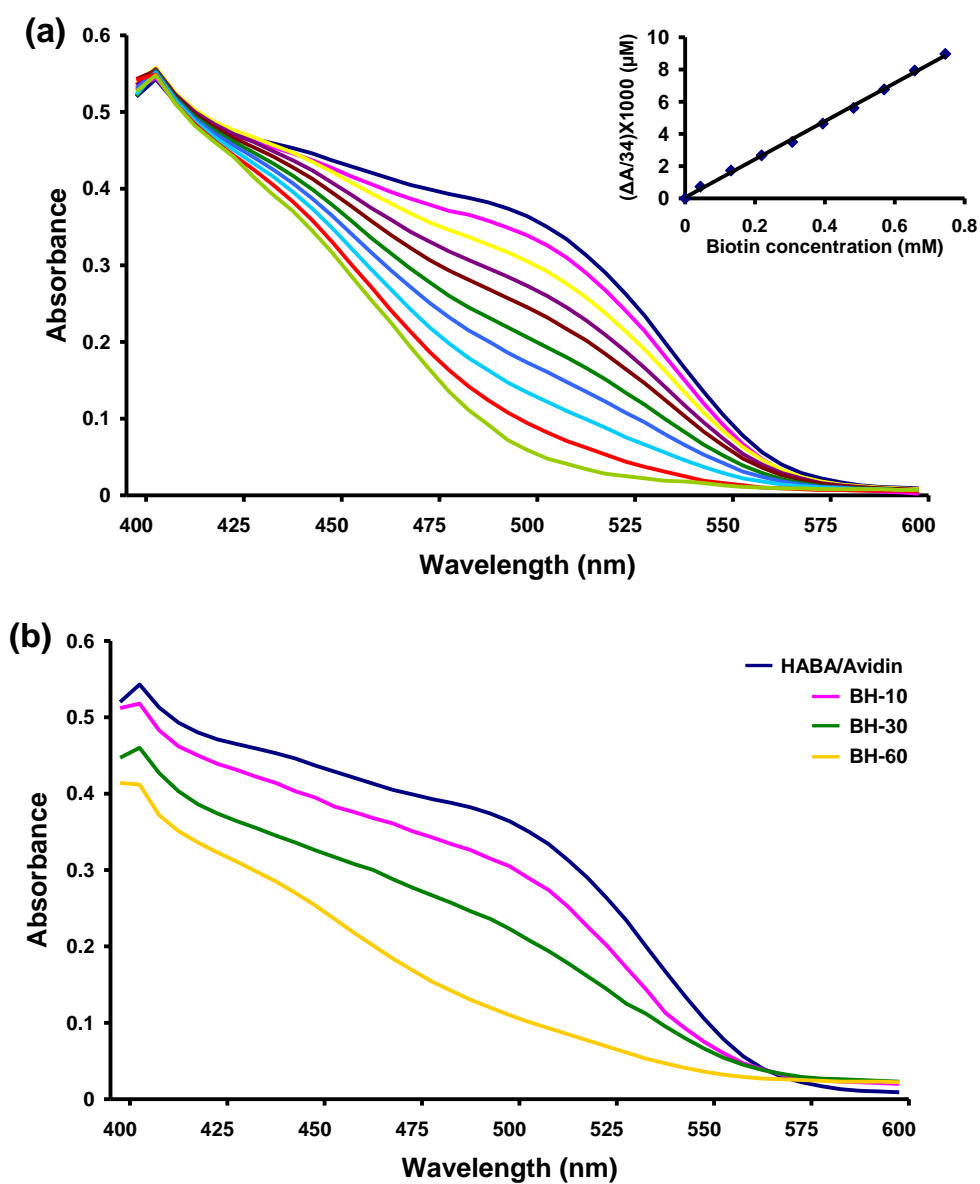 (a)
0.6
0.5
0.4
0.3
0.2
0.1
0
Absorbance
400 425 450 475 500 525 550 575 600
Wavelength (nm)
10
8
6
4
2
0
(ΔA/34)X1000 (µM)
0 0.2 0.4 0.6 0.8
Biotin concentration (mM)
(b)
0.6
0.5
0.4
0.3
0.2
0.1
0
Absorbance
400 425 450 475 500 525 550 575 600
Wavelength (nm)
HABA/Avidin
BH-10
BH-30
BH-60